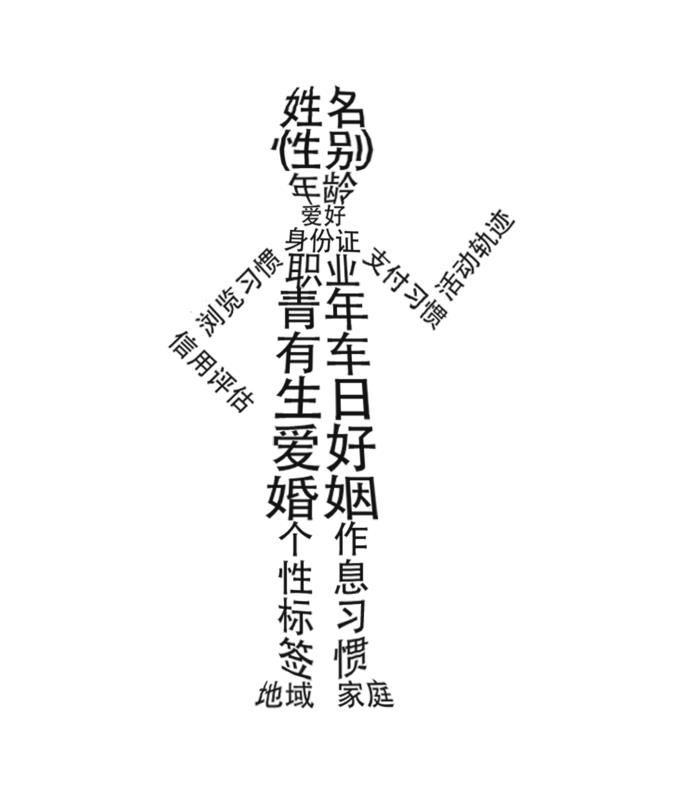 姓名
(性别)
年龄
爱好
身份证
职业
浏览习惯
信用评估
支付习惯
活动轨迹
青年
有车
生日
爱好
婚姻
个性标签
作息习惯
地域
家庭